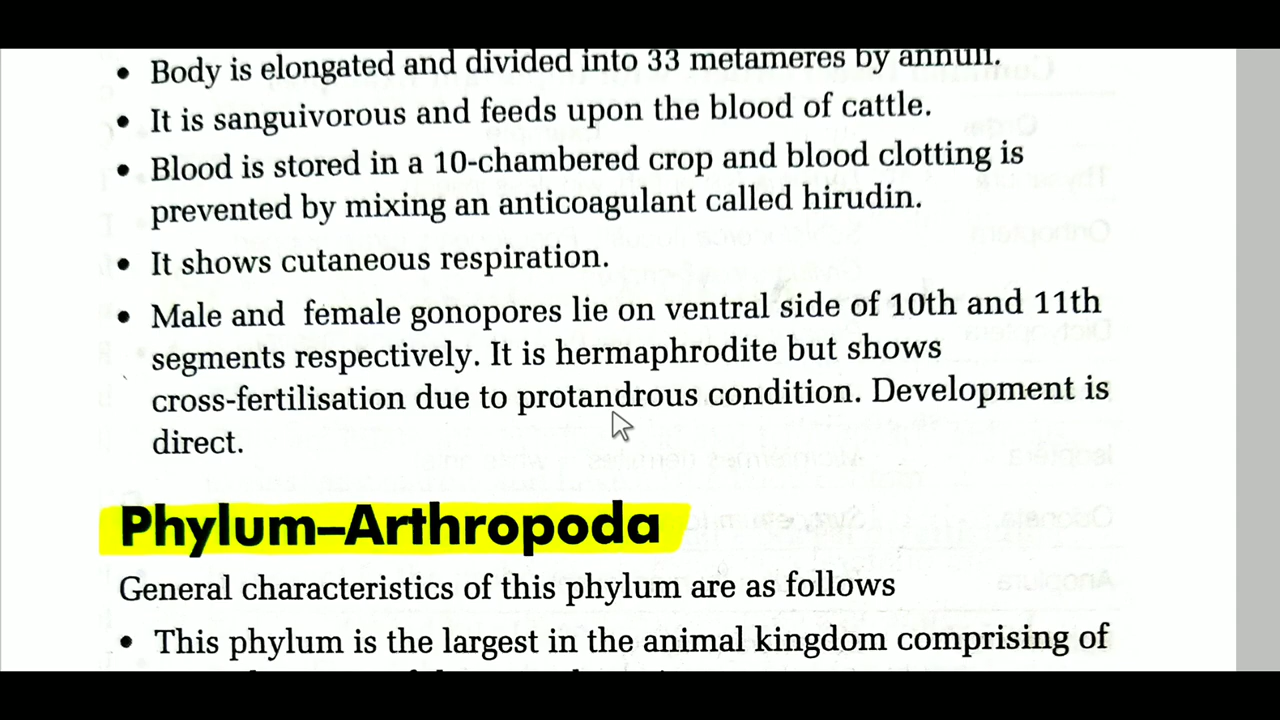 • Body is elongated and divided into 33 metameres by annuli.
• It is sanguivorous and feeds upon the blood of cattle.
• Blood is stored in a 10-chambered crop and blood clotting is
prevented by mixing an anticoagulant called hirudin.
• It shows cutaneous respiration.
• Male and female gonopores lie on ventral side of 10th and 11th
segments respectively. It is hermaphrodite but shows
cross-fertilisation due to protandrous condition. Development is
direct.
Phylum–Arthropoda
General characteristics of this phylum are as follows
• This phylum is the largest in the animal kingdom comprising of